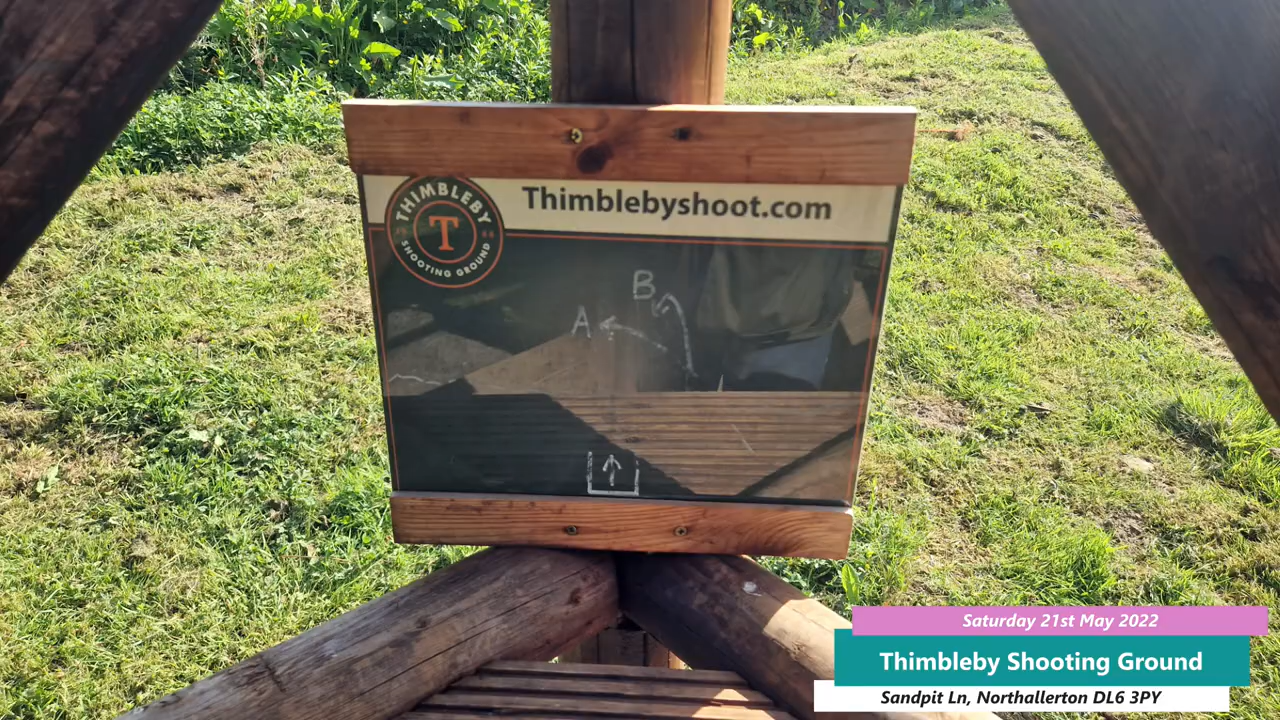 Thimblebyshoot.com
THIMBLEBY
T
SHOOTING GROUND
B
A
Saturday 21st May 2022
Thimbleby Shooting Ground
Sandpit Ln, Northallerton DL6 3PY